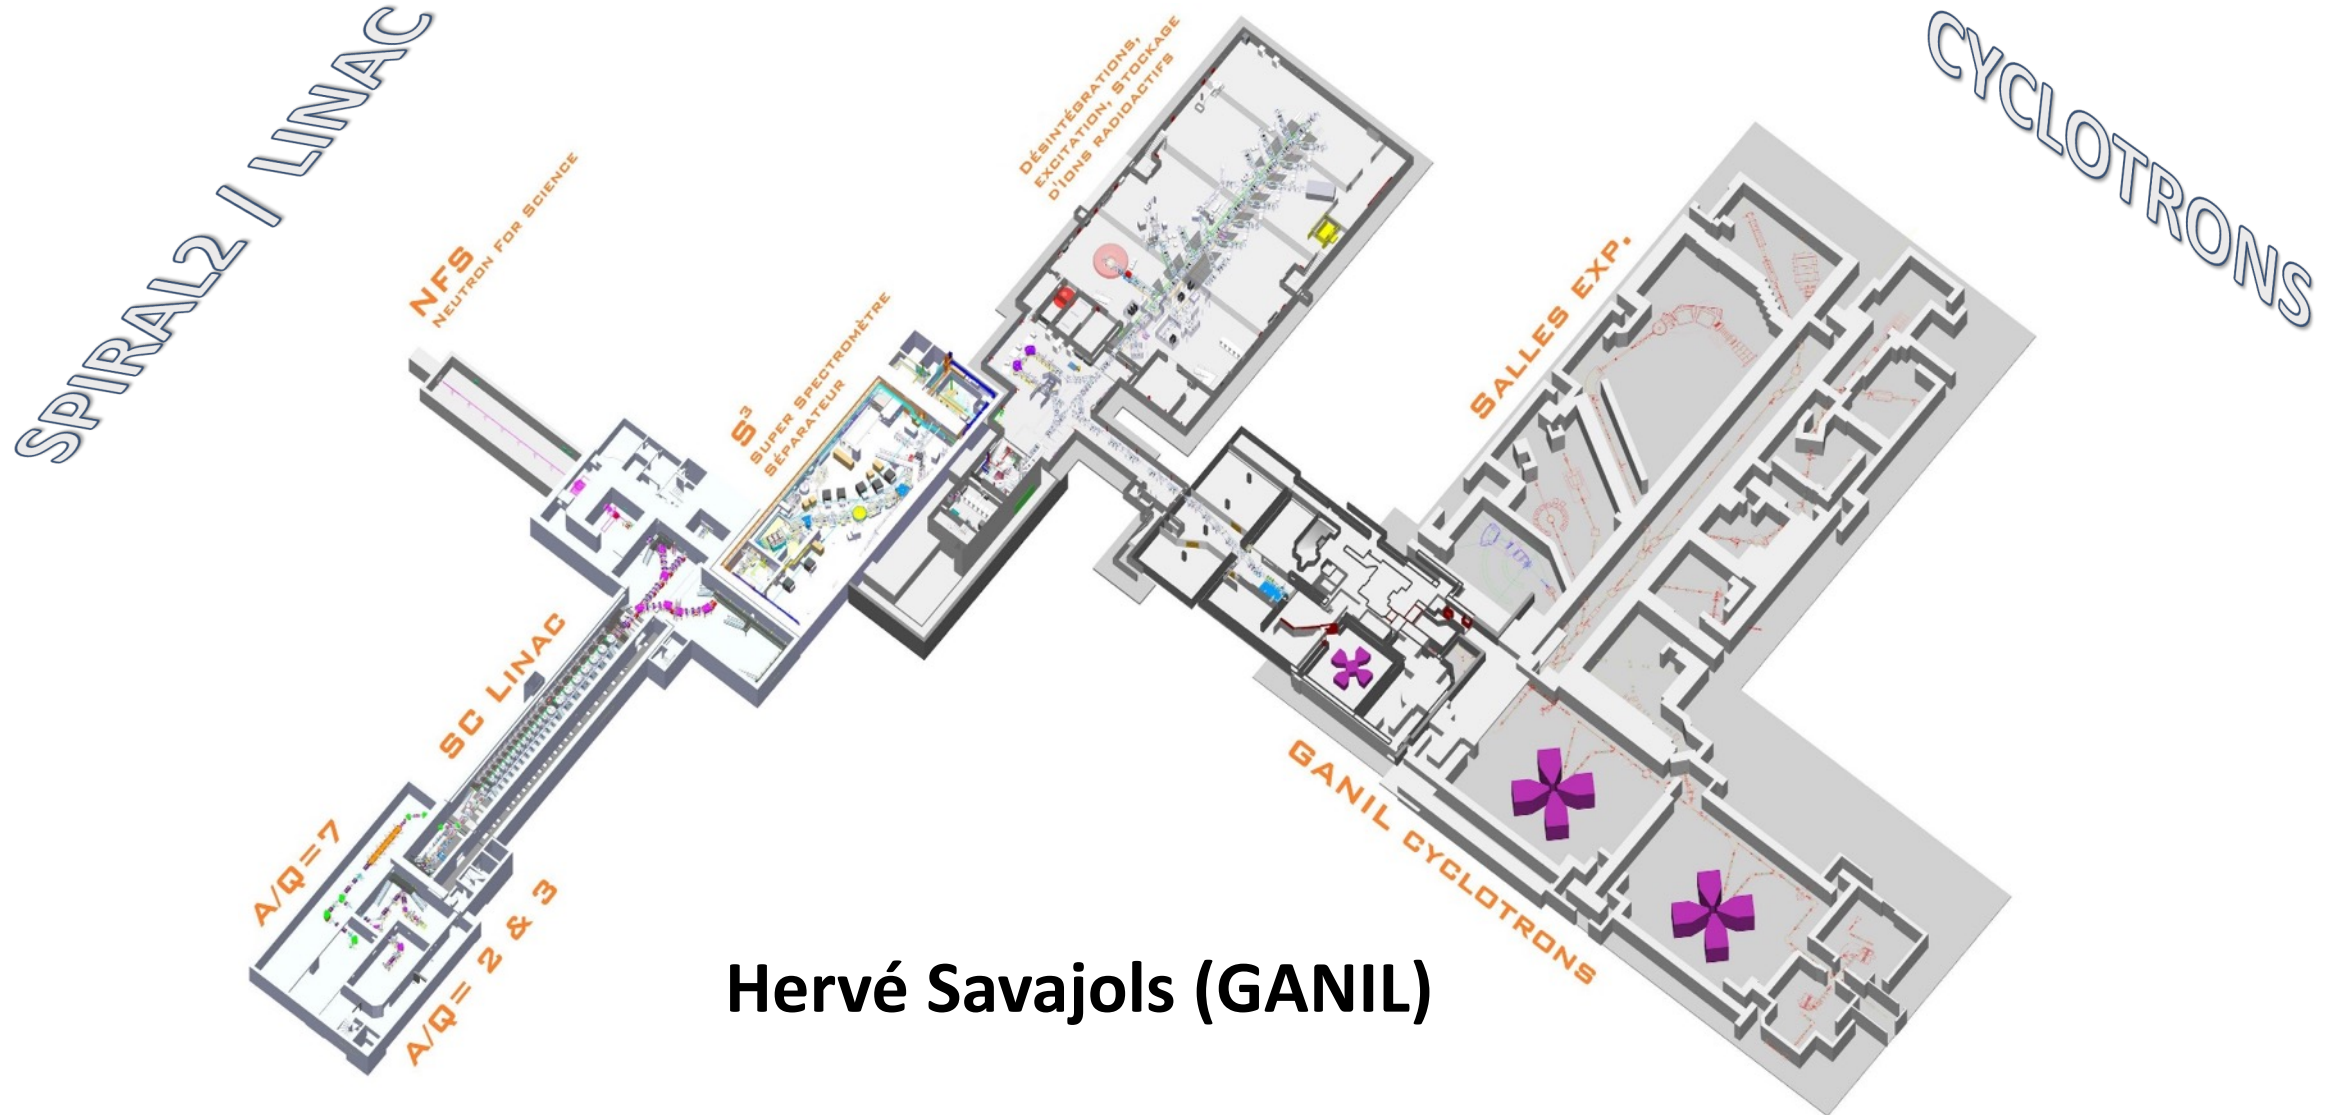 SPIRAL2 / LINAC
CYCLOTRONS
DÉSINTÉGRATIONS,
EXCITATION, STOCKAGE
D'IONS RADIOACTIFS
NFS
NEUTRON FOR SCIENCE
S³
SUPER SPECTROMÈTRE
SÉPARATEUR
SALLES EXP.
SC LINAC
GANIL CYCLOTRONS
A/Q=7
A/Q= 2 & 3
Hervé Savajols (GANIL)